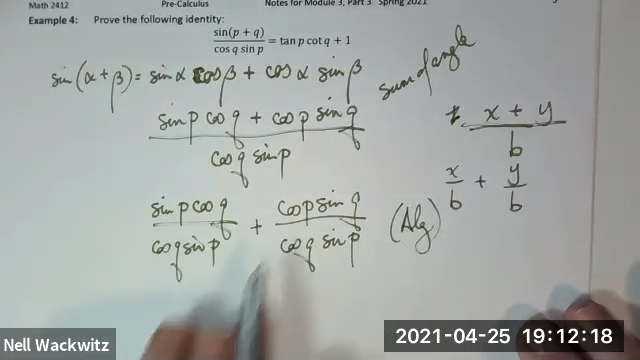 Math 2412 Pre-Calculus Notes for Module 3, Part 3 Spring 2021
Example 4: Prove the following identity:
sin(p + q) / cos q sin p = tan p cot q + 1
sin(α + β) = sin α cos β + cos α sin β
sum of angle
sin p cos q + cos p sin q / cos q sin p
x + y / b
sin p cos q / cos q sin p + cos p sin q / cos q sin p (Alg)
x/b + y/b
Nell Wackwitz
2021-04-25 19:12:18